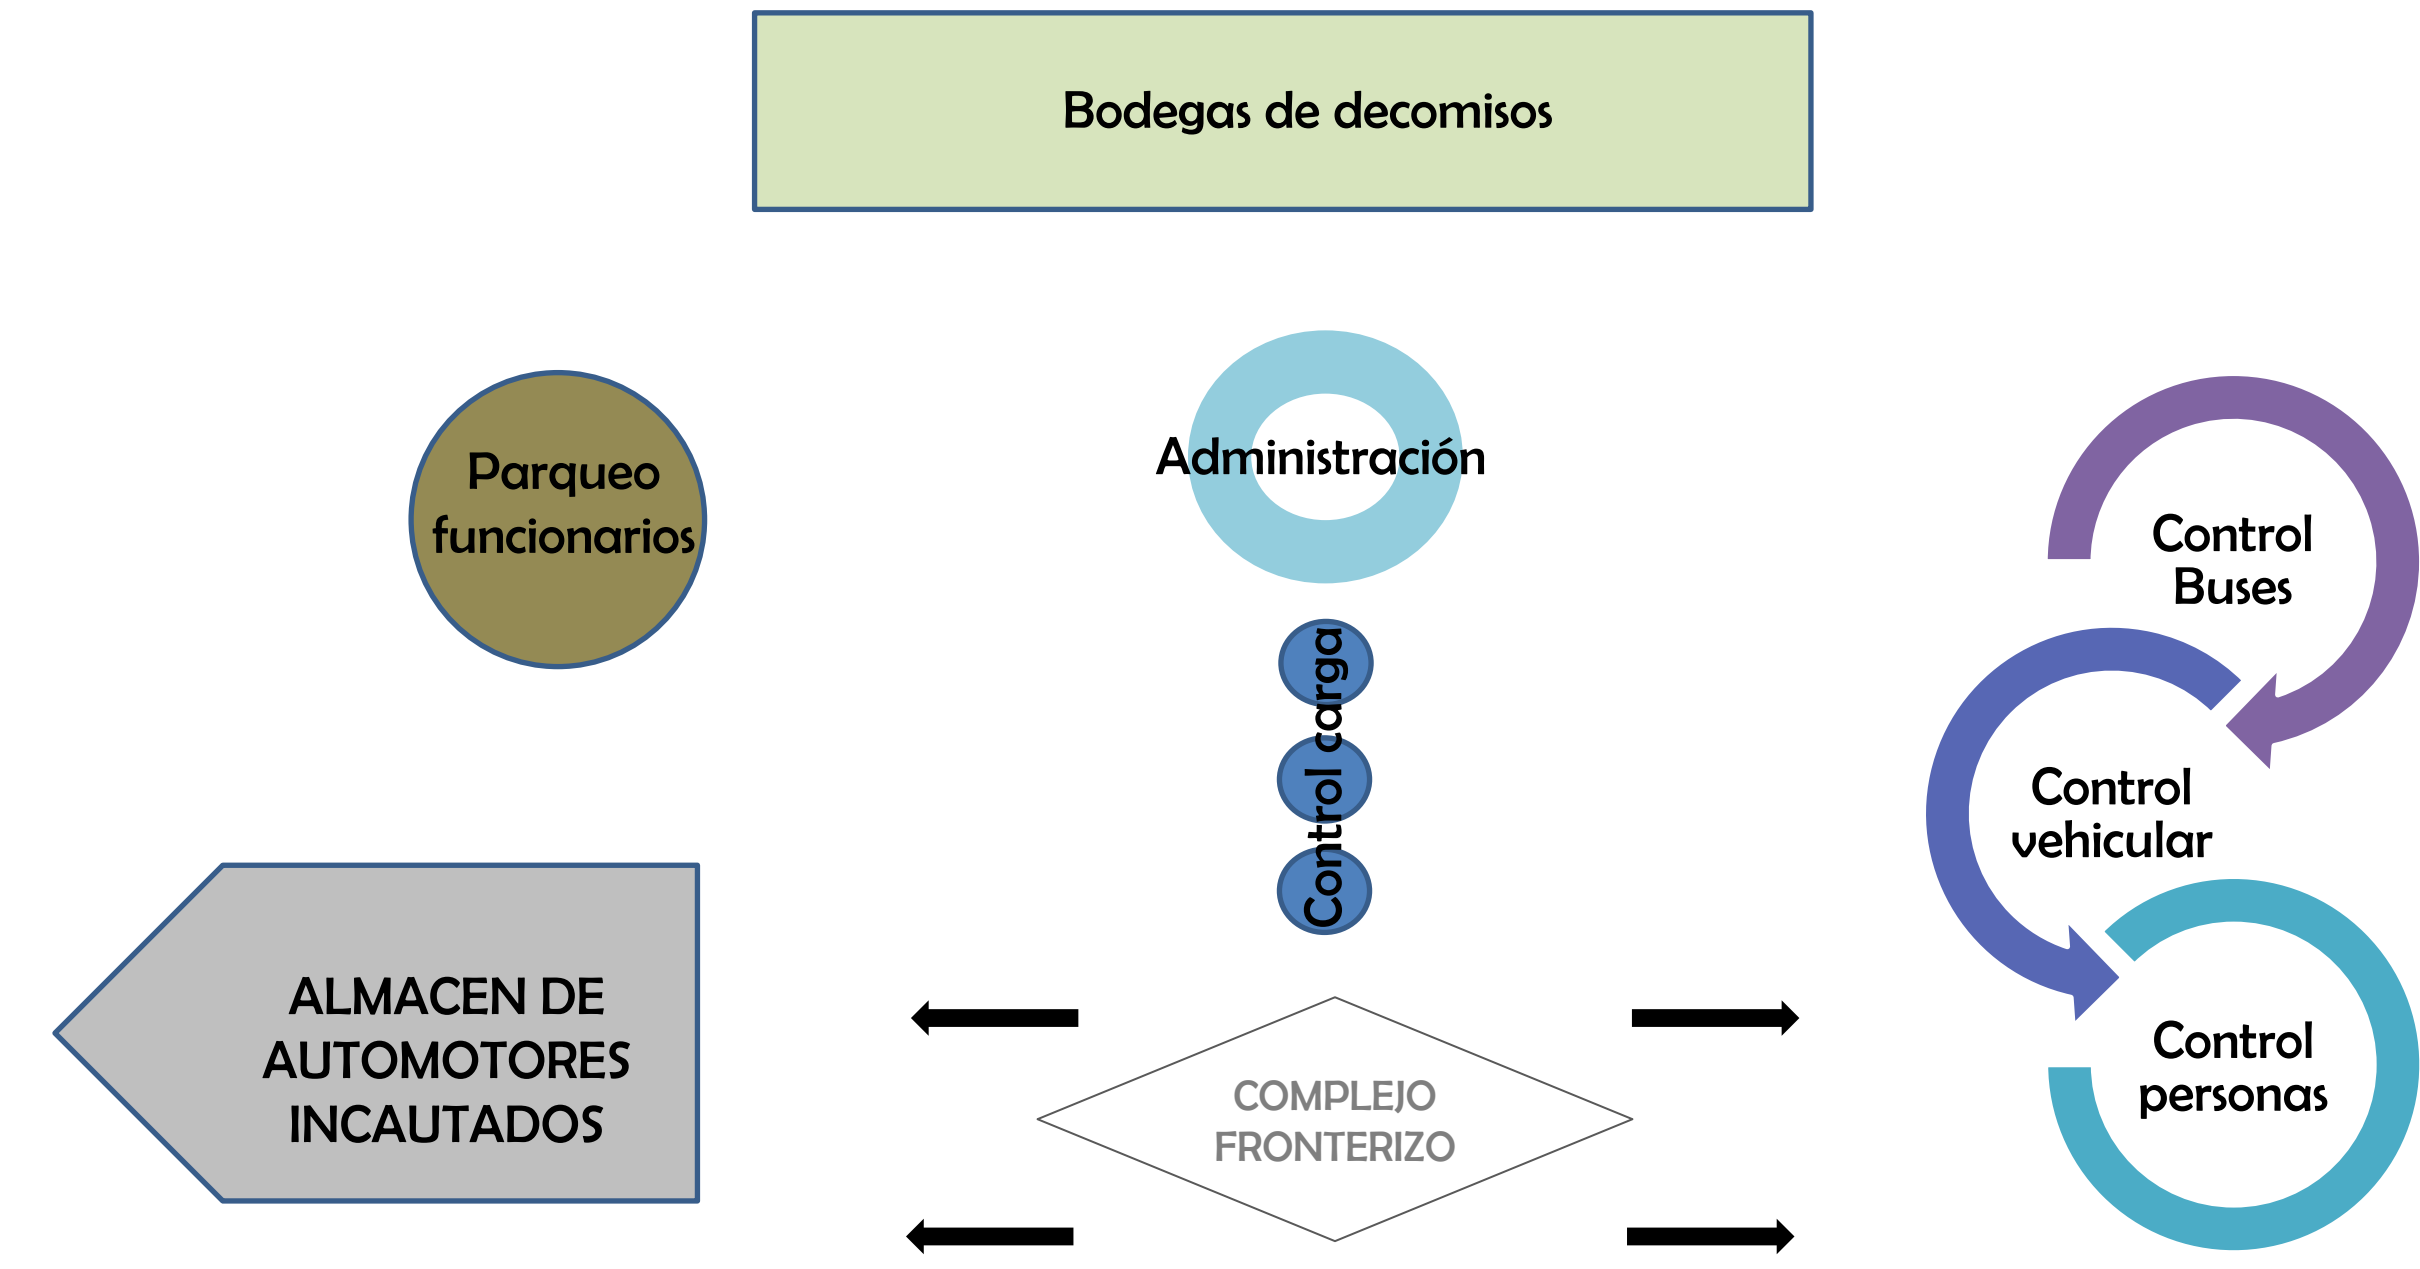 Bodegas de decomisos
Parqueo
funcionarios
Administración
Control
Buses
Control carga
Control
vehicular
ALMACEN DE
AUTOMOTORES
INCAUTADOS
COMPLEJO
FRONTERIZO
Control
personas